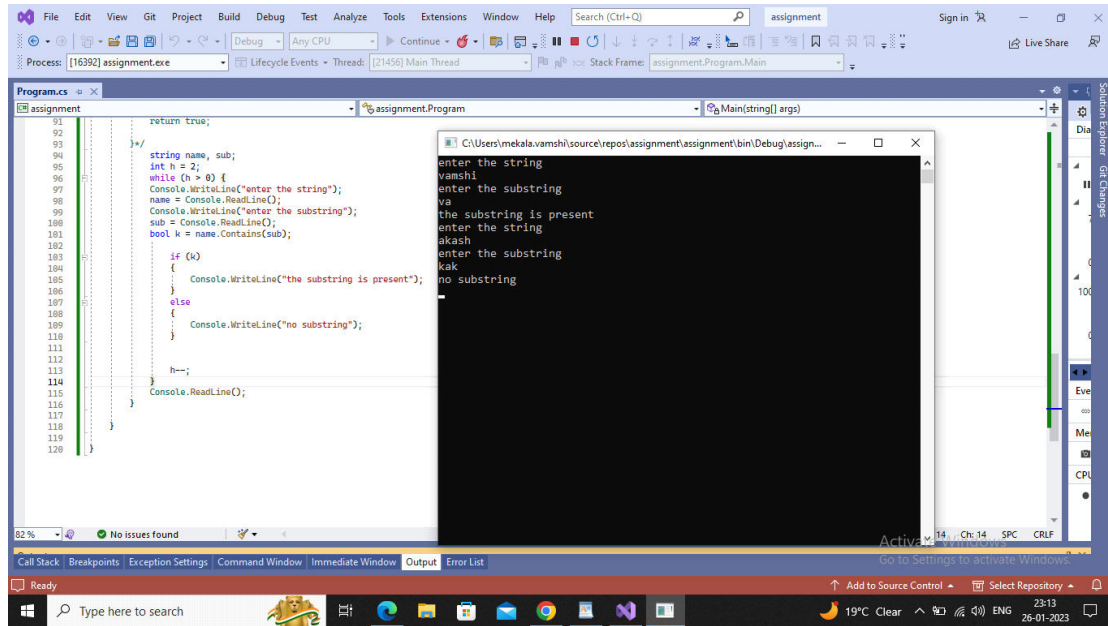 File Edit View Git Project Build Debug Test Analyze Tools Extensions Window Help Search (Ctrl+Q) assignment Sign in
Debug Any CPU Continue Live Share
Process: [16392] assignment.exe Lifecycle Events Thread: [21456] Main Thread Stack Frame: assignment.Program.Main
Program.cs
assignment assignment.Program Main(string[] args)
91 return true;
92
93 }*/
94 string name, sub;
95 int h = 2;
96 while (h > 0) {
97 Console.WriteLine("enter the string");
98 name = Console.ReadLine();
99 Console.WriteLine("enter the substring");
100 sub = Console.ReadLine();
101 bool k = name.Contains(sub);
102
103 if (k)
104 {
105 Console.WriteLine("the substring is present");
106 }
107 else
108 {
109 Console.WriteLine("no substring");
110 }
111
112
113 h--;
114 }
115 Console.ReadLine();
116 }
117
118 }
119
120 }
C:\Users\mekala.vamshi\source\repos\assignment\assignment\bin\Debug\assign...
enter the string
vamshi
enter the substring
va
the substring is present
enter the string
akash
enter the substring
kak
no substring
Solution Explorer
Git Changes
Dia
100
Eve
Me
CPU
82 % No issues found 14 Ch: 14 SPC CRLF
Activate Windows
Go to Settings to activate Windows.
Call Stack Breakpoints Exception Settings Command Window Immediate Window Output Error List
Ready Add to Source Control Select Repository
Type here to search 19°C Clear ENG 23:13
26-01-2023